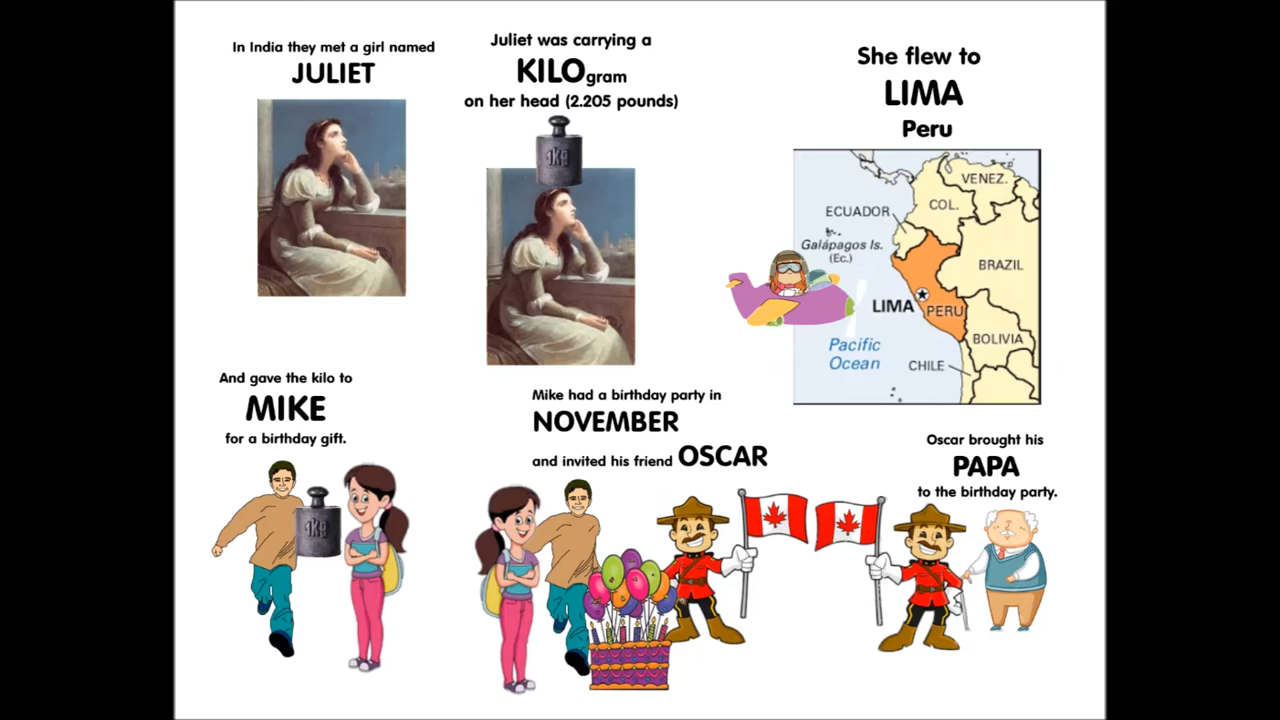 In India they met a girl named
JULIET
Juliet was carrying a
KILOgram
on her head (2.205 pounds)
1kg
She flew to
LIMA
Peru
VENEZ.
COL.
ECUADOR
Galápagos Is.
(Ec.)
BRAZIL
LIMA
PERU
BOLIVIA
Pacific
Ocean
CHILE
And gave the kilo to
MIKE
for a birthday gift.
1kg
Mike had a birthday party in
NOVEMBER
and invited his friend OSCAR
Oscar brought his
PAPA
to the birthday party.